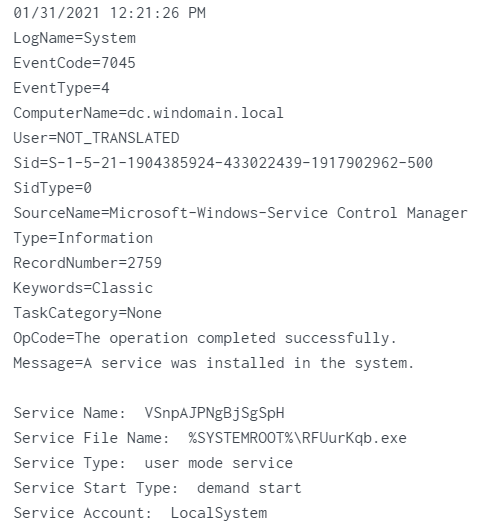 01/31/2021 12:21:26 PM
LogName=System
EventCode=7045
EventType=4
ComputerName=dc.windomain.local
User=NOT_TRANSLATED
Sid=S-1-5-21-1904385924-433022439-1917902962-500
SidType=0
SourceName=Microsoft-Windows-Service Control Manager
Type=Information
RecordNumber=2759
Keywords=Classic
TaskCategory=None
OpCode=The operation completed successfully.
Message=A service was installed in the system.

Service Name:  VSnpAJPNgBjSgSpH
Service File Name:  %SYSTEMROOT%\RFUurKqb.exe
Service Type:  user mode service
Service Start Type:  demand start
Service Account:  LocalSystem